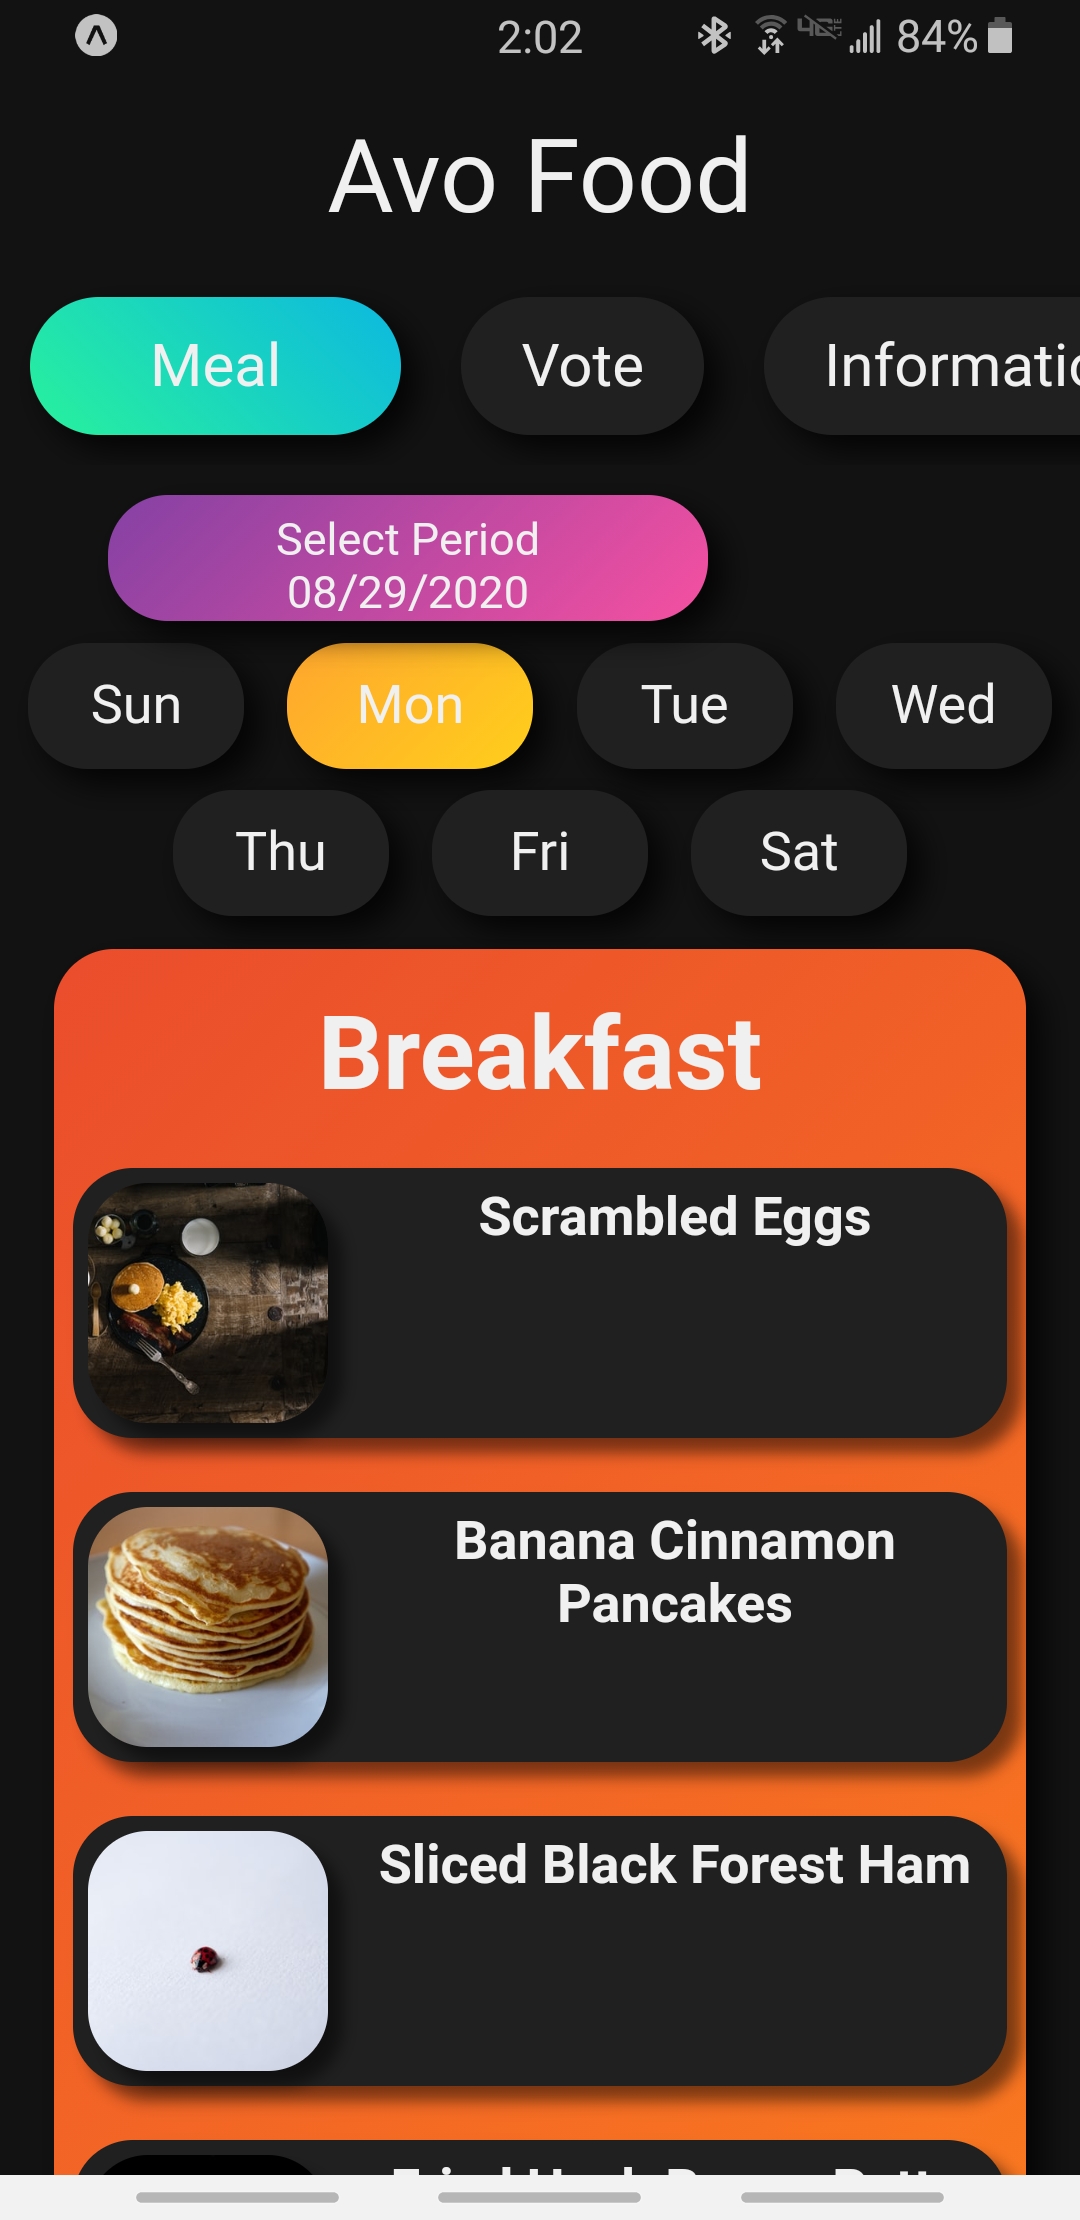 2:02 84%
Avo Food
Meal Vote Informatio
Select Period
08/29/2020
Sun Mon Tue Wed
Thu Fri Sat
Breakfast
Scrambled Eggs
Banana Cinnamon
Pancakes
Sliced Black Forest Ham